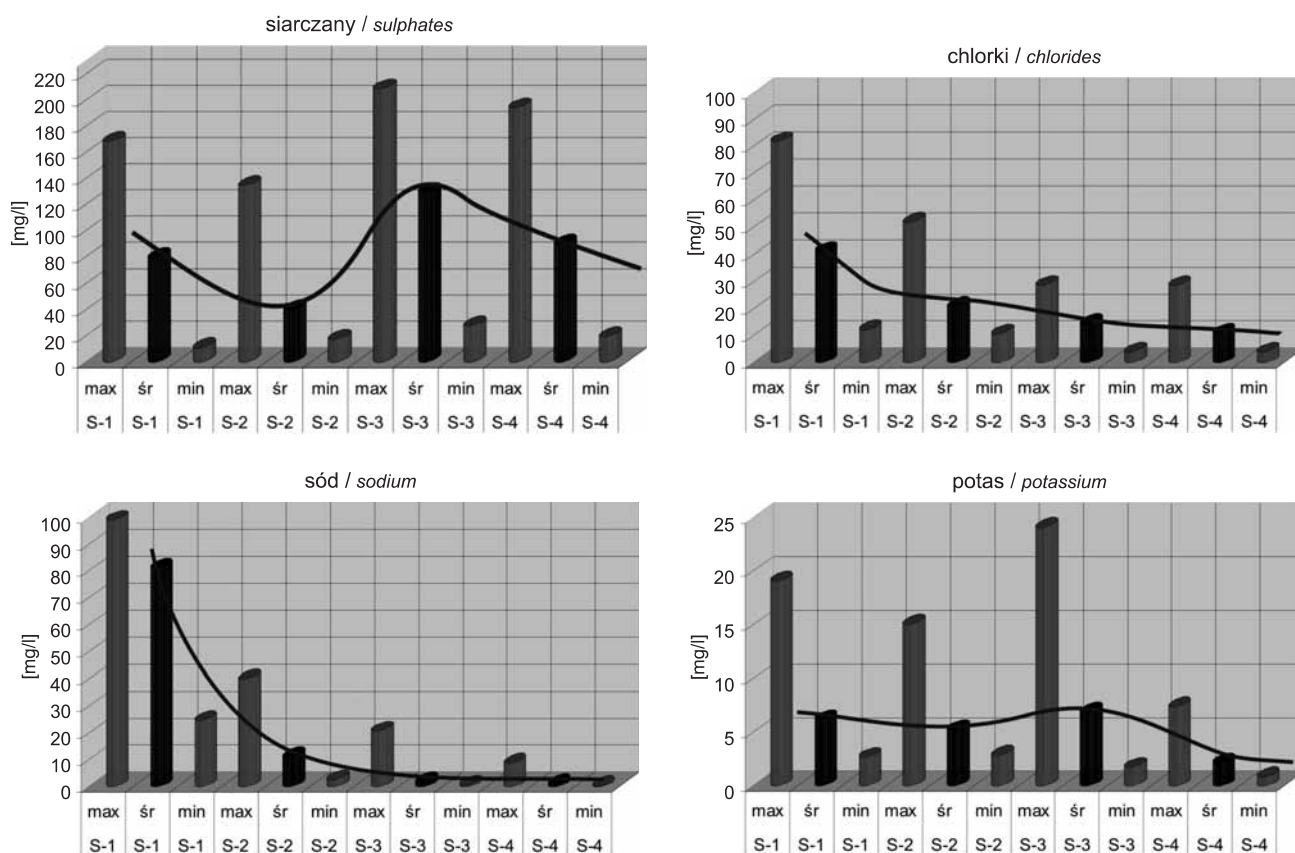 siarczany / sulphates
[mg/l]
220
200
180
160
140
120
100
80
60
40
20
0
max śr min max śr min max śr min max śr min
S-1 S-1 S-1 S-2 S-2 S-2 S-3 S-3 S-3 S-4 S-4 S-4
chlorki / chlorides
[mg/l]
100
90
80
70
60
50
40
30
20
10
0
max śr min max śr min max śr min max śr min
S-1 S-1 S-1 S-2 S-2 S-2 S-3 S-3 S-3 S-4 S-4 S-4
sód / sodium
[mg/l]
100
90
80
70
60
50
40
30
20
10
0
max śr min max śr min max śr min max śr min
S-1 S-1 S-1 S-2 S-2 S-2 S-3 S-3 S-3 S-4 S-4 S-4
potas / potassium
[mg/l]
25
20
15
10
5
0
max śr min max śr min max śr min max śr min
S-1 S-1 S-1 S-2 S-2 S-2 S-3 S-3 S-3 S-4 S-4 S-4